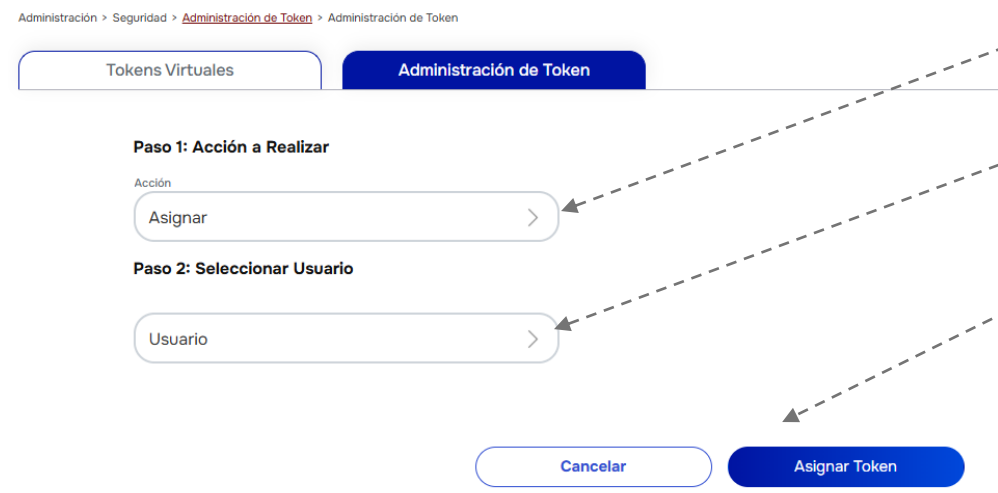 Administración > Seguridad > Administración de Token > Administración de Token
Tokens Virtuales
Administración de Token
Paso 1: Acción a Realizar
Acción
Asignar
Paso 2: Seleccionar Usuario
Usuario
Cancelar
Asignar Token